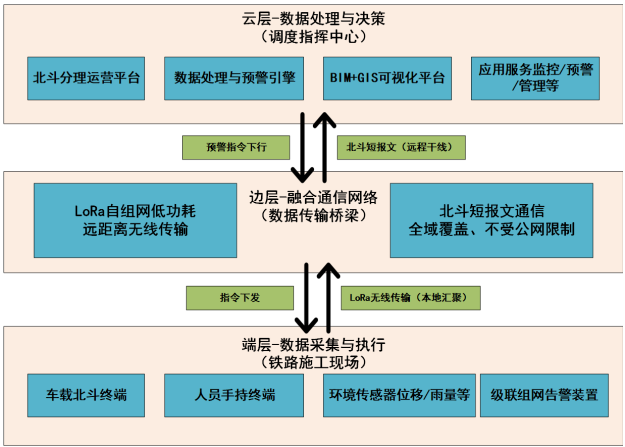 云层-数据处理与决策
（调度指挥中心）
北斗分理运营平台
数据处理与预警引擎
BIM+GIS可视化平台
应用服务监控/预警
/管理等
预警指令下行
北斗短报文（远程干线）
边层-融合通信网络
（数据传输桥梁）
LoRa自组网低功耗
远距离无线传输
北斗短报文通信
全域覆盖、不受公网限制
指令下发
LoRa无线传输（本地汇聚）
端层-数据采集与执行
（铁路施工现场）
车载北斗终端
人员手持终端
环境传感器位移/雨量等
级联组网告警装置